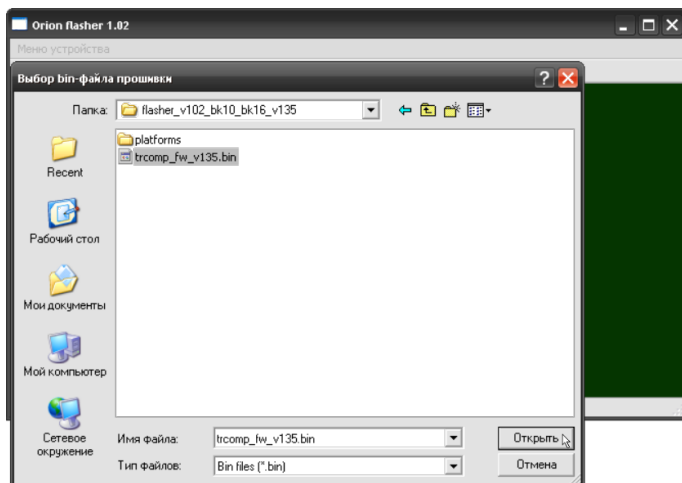 Orion flasher 1.02
Меню устройства
Выбор bin-файла прошивки
Папка:
flasher_v102_bk10_bk16_v135
platforms
trcomp_fw_v135.bin
Recent
Рабочий стол
Мои документы
Мой компьютер
Сетевое
окружение
Имя файла:
trcomp_fw_v135.bin
Открыть
Тип файлов:
Bin files (*.bin)
Отмена